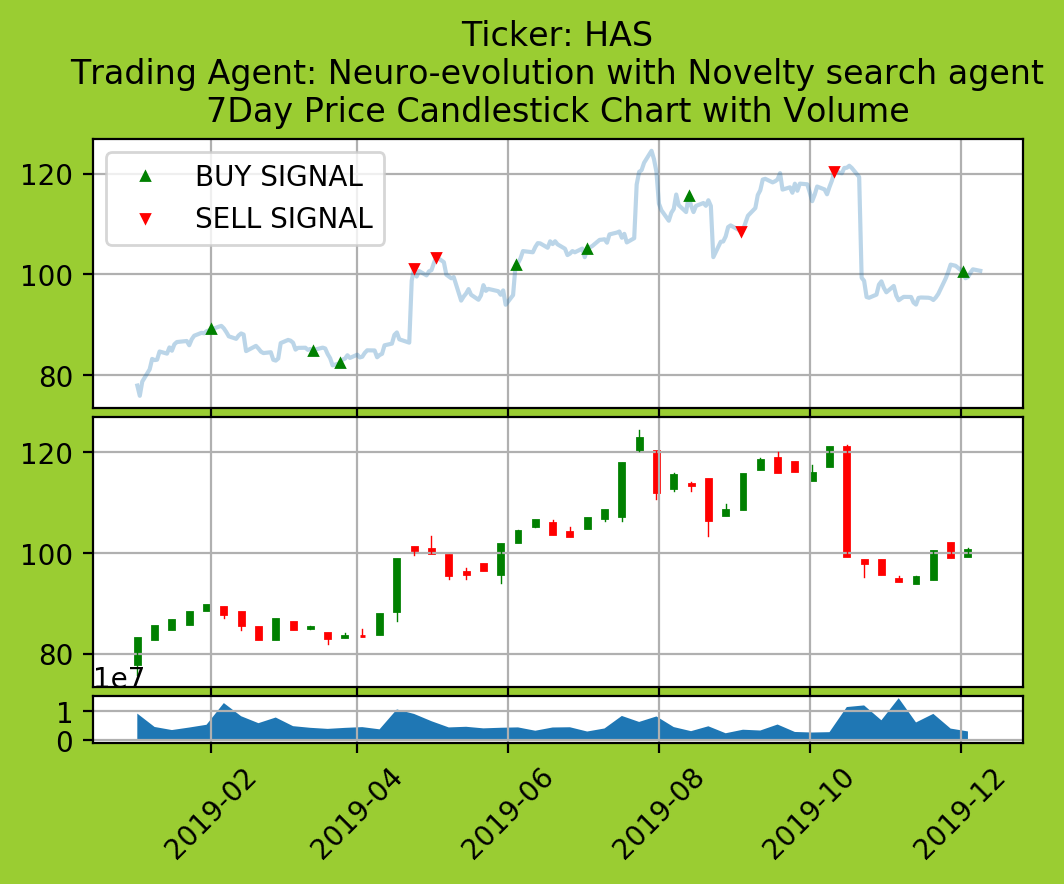 Ticker: HAS
Trading Agent: Neuro-evolution with Novelty search agent
7Day Price Candlestick Chart with Volume
BUY SIGNAL
SELL SIGNAL
120
100
80
120
100
80
1e7
1
0
2019-02
2019-04
2019-06
2019-08
2019-10
2019-12